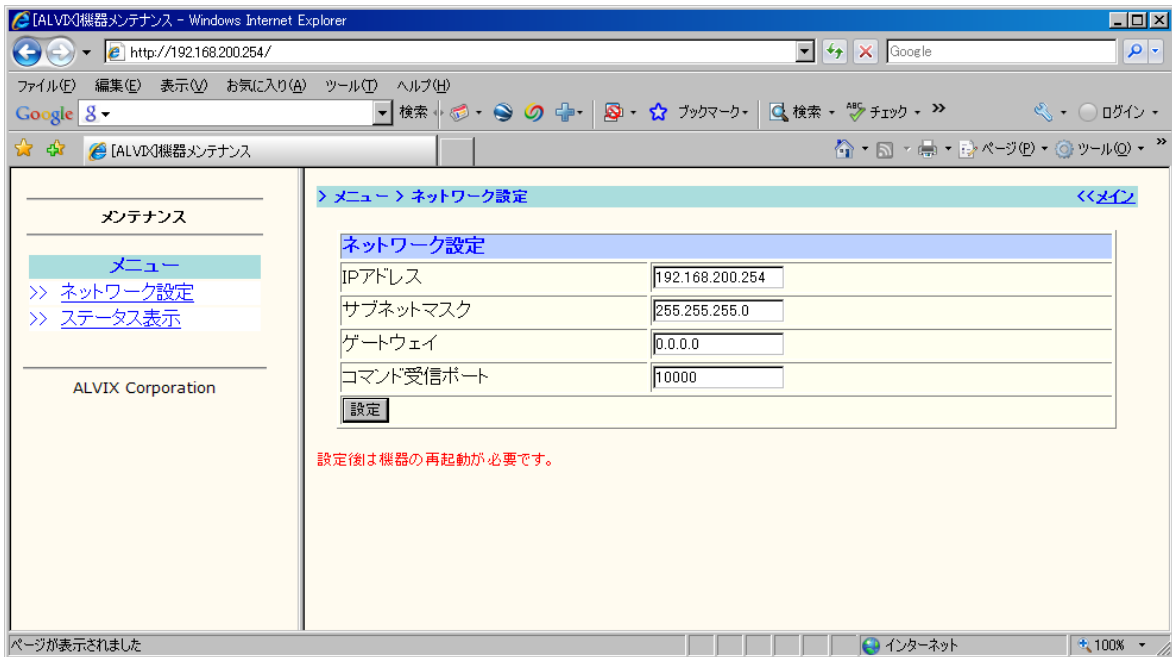 [ALVIX]機器メンテナンス - Windows Internet Explorer
http://192.168.200.254/
Google
ファイル(F) 編集(E) 表示(V) お気に入り(A) ツール(T) ヘルプ(H)
Google 8 検索 ブックマーク 検索 ABC チェック >> ログイン
[ALVIX]機器メンテナンス ページ(P) ツール(O) >>
メンテナンス
メニュー
>> ネットワーク設定
>> ステータス表示
ALVIX Corporation
> メニュー > ネットワーク設定 <<メイン
ネットワーク設定
IPアドレス 192.168.200.254
サブネットマスク 255.255.255.0
ゲートウェイ 0.0.0.0
コマンド受信ポート 10000
設定
設定後は機器の再起動が必要です。
ページが表示されました インターネット 100%